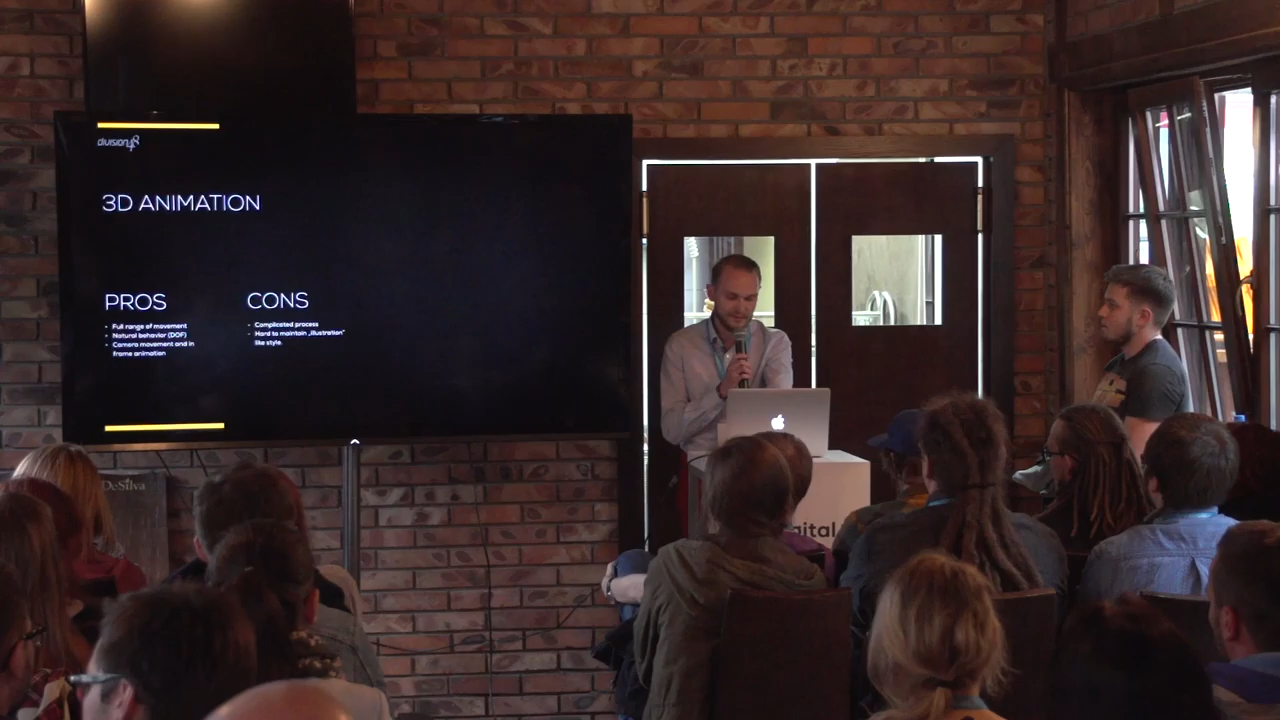 division48
3D ANIMATION
PROS
• Full range of movement
• Natural behavior (DOF)
• Camera movement and in
frame animation
CONS
• Complicated process
• Hard to maintain „illustration"
like style.
DeSilva
gital